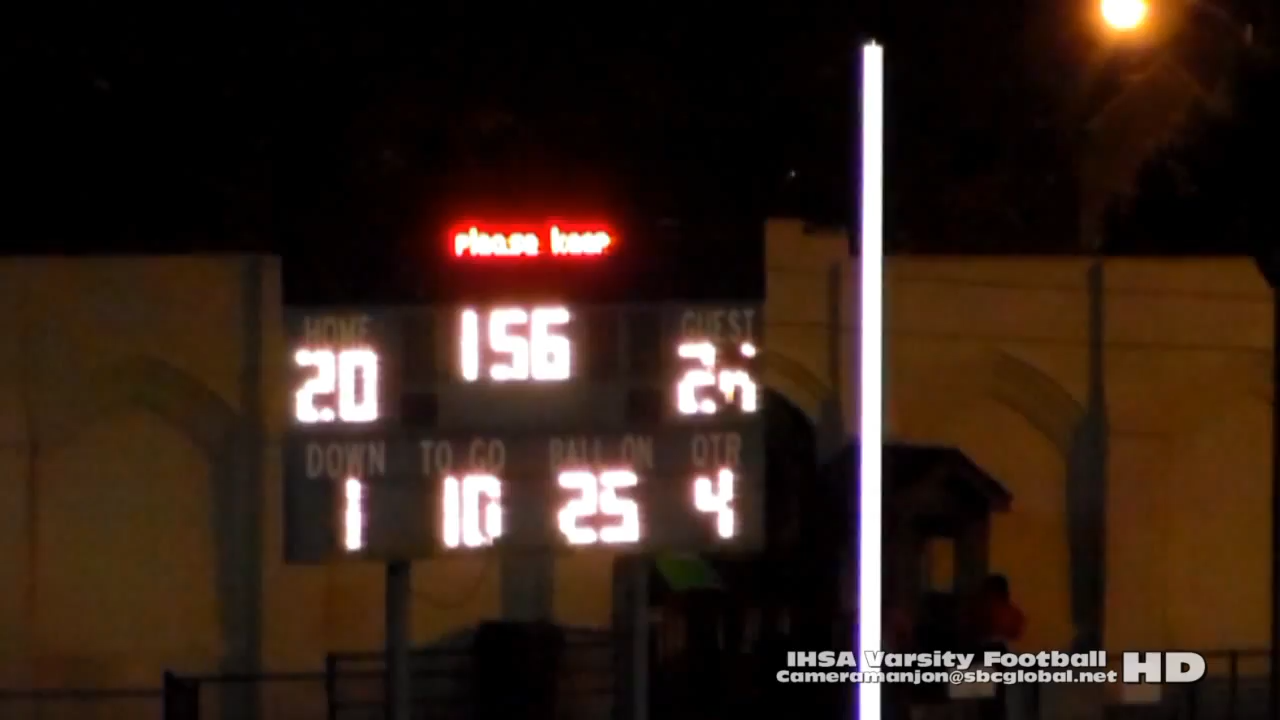 Please keep
HOME
156
GUEST
20
DOWN
TO GO
BALL ON
QTR
1
10
25
4
IHSA Varsity Football HD
Cameramanjon@sbcglobal.net